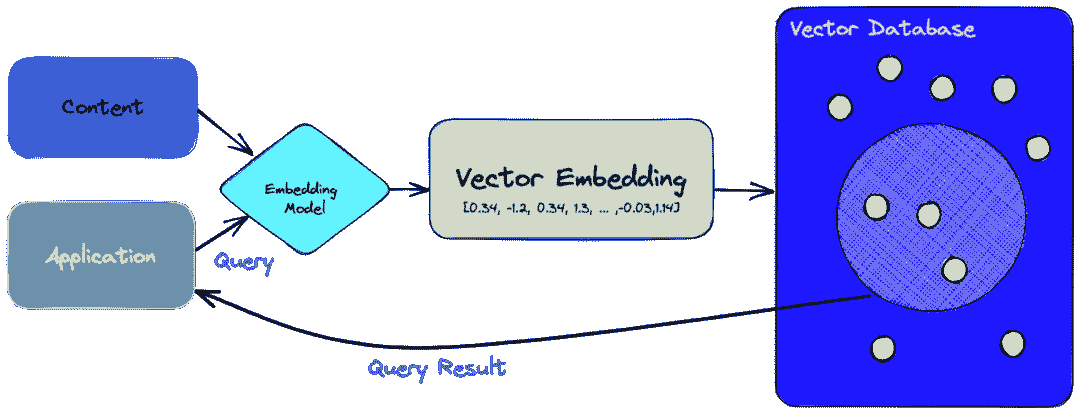 Vector Database
Content
Embedding
Model
Vector Embedding
[0.34, -1.2, 0.34, 1.3, ... ,-0.03,1.14]
Application
Query
Query Result